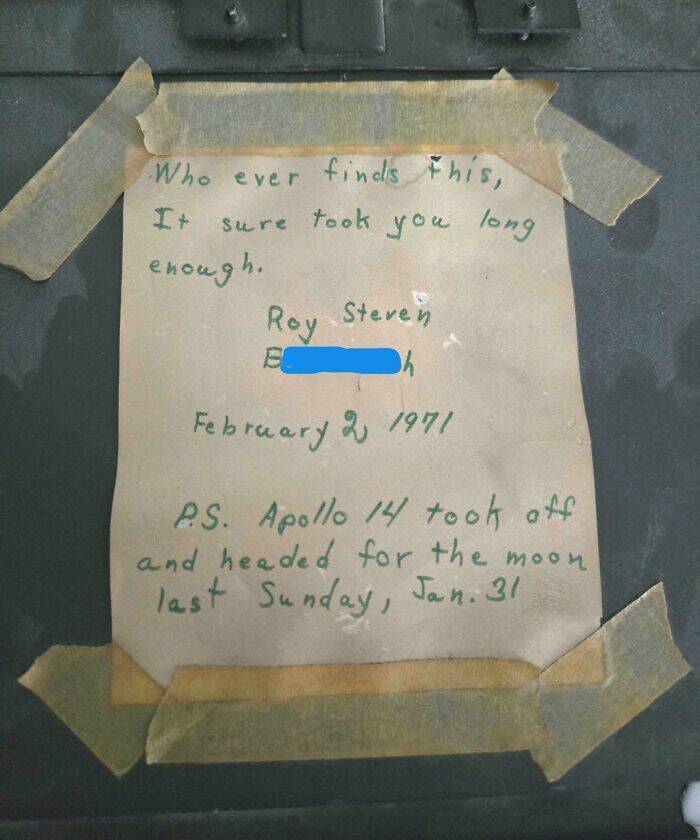 Who ever finds this,
It sure took you long
enough.
Roy Steven
B h
February 2, 1971
P.S. Apollo 14 took off
and headed for the moon
last Sunday, Jan. 31